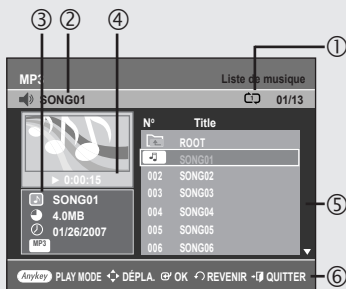 ③ ② ④
①
MP3 Liste de musique
SONG01 01/13
Nº Title
ROOT
SONG01
002 SONG02
003 SONG03
004 SONG04
005 SONG05
006 SONG06
0:00:15
SONG01
4.0MB
01/26/2007
MP3
⑤
Anykey PLAY MODE DÉPLA. OK REVENIR QUITTER
⑥